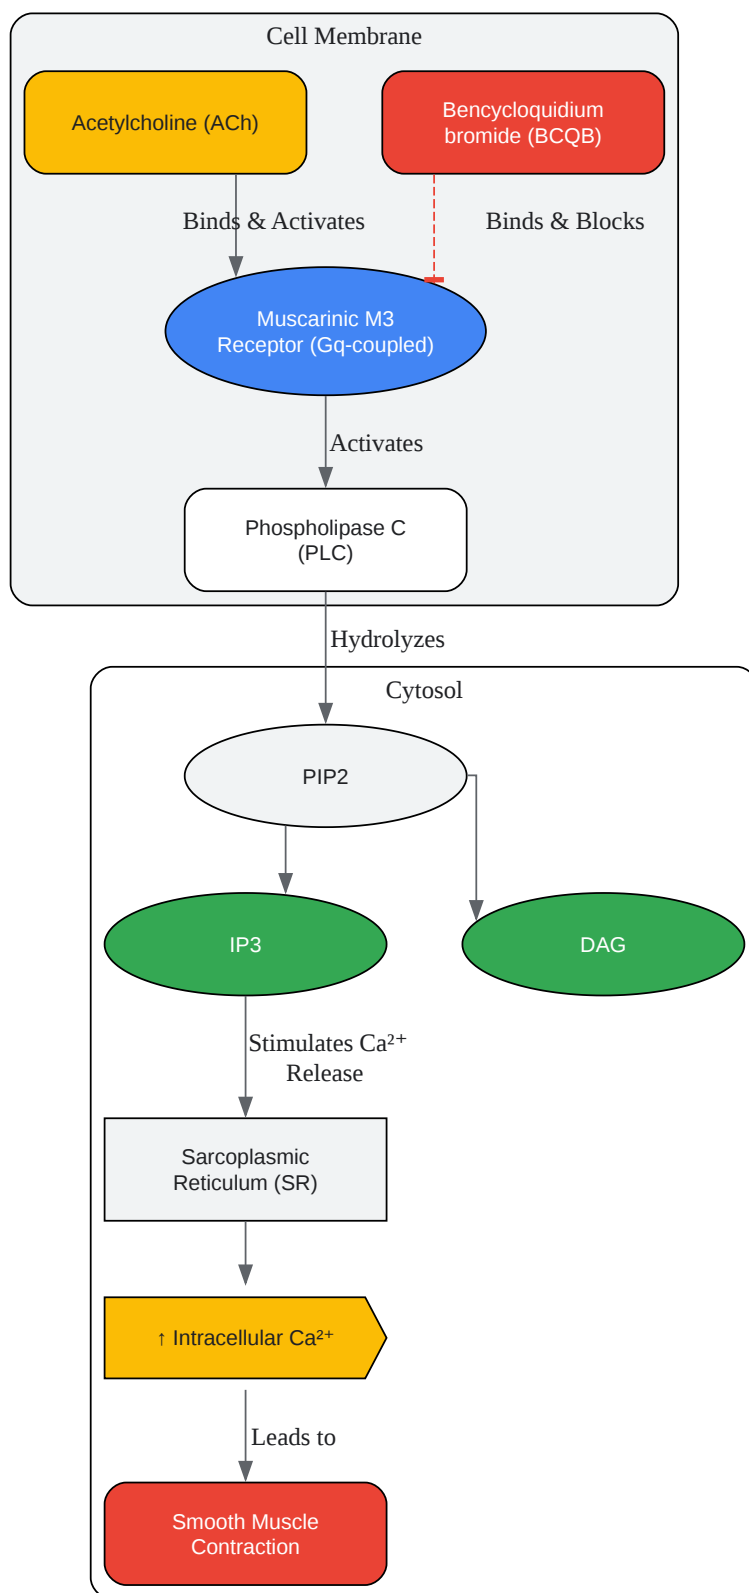 Cell Membrane
Acetylcholine (ACh)
Bencycloquidium
bromide (BCQB)
Binds & Activates
Binds & Blocks
Muscarinic M3
Receptor (Gq-coupled)
Activates
Phospholipase C
(PLC)
Hydrolyzes
Cytosol
PIP2
IP3
DAG
Stimulates Ca²⁺
Release
Sarcoplasmic
Reticulum (SR)
↑ Intracellular Ca²⁺
Leads to
Smooth Muscle
Contraction